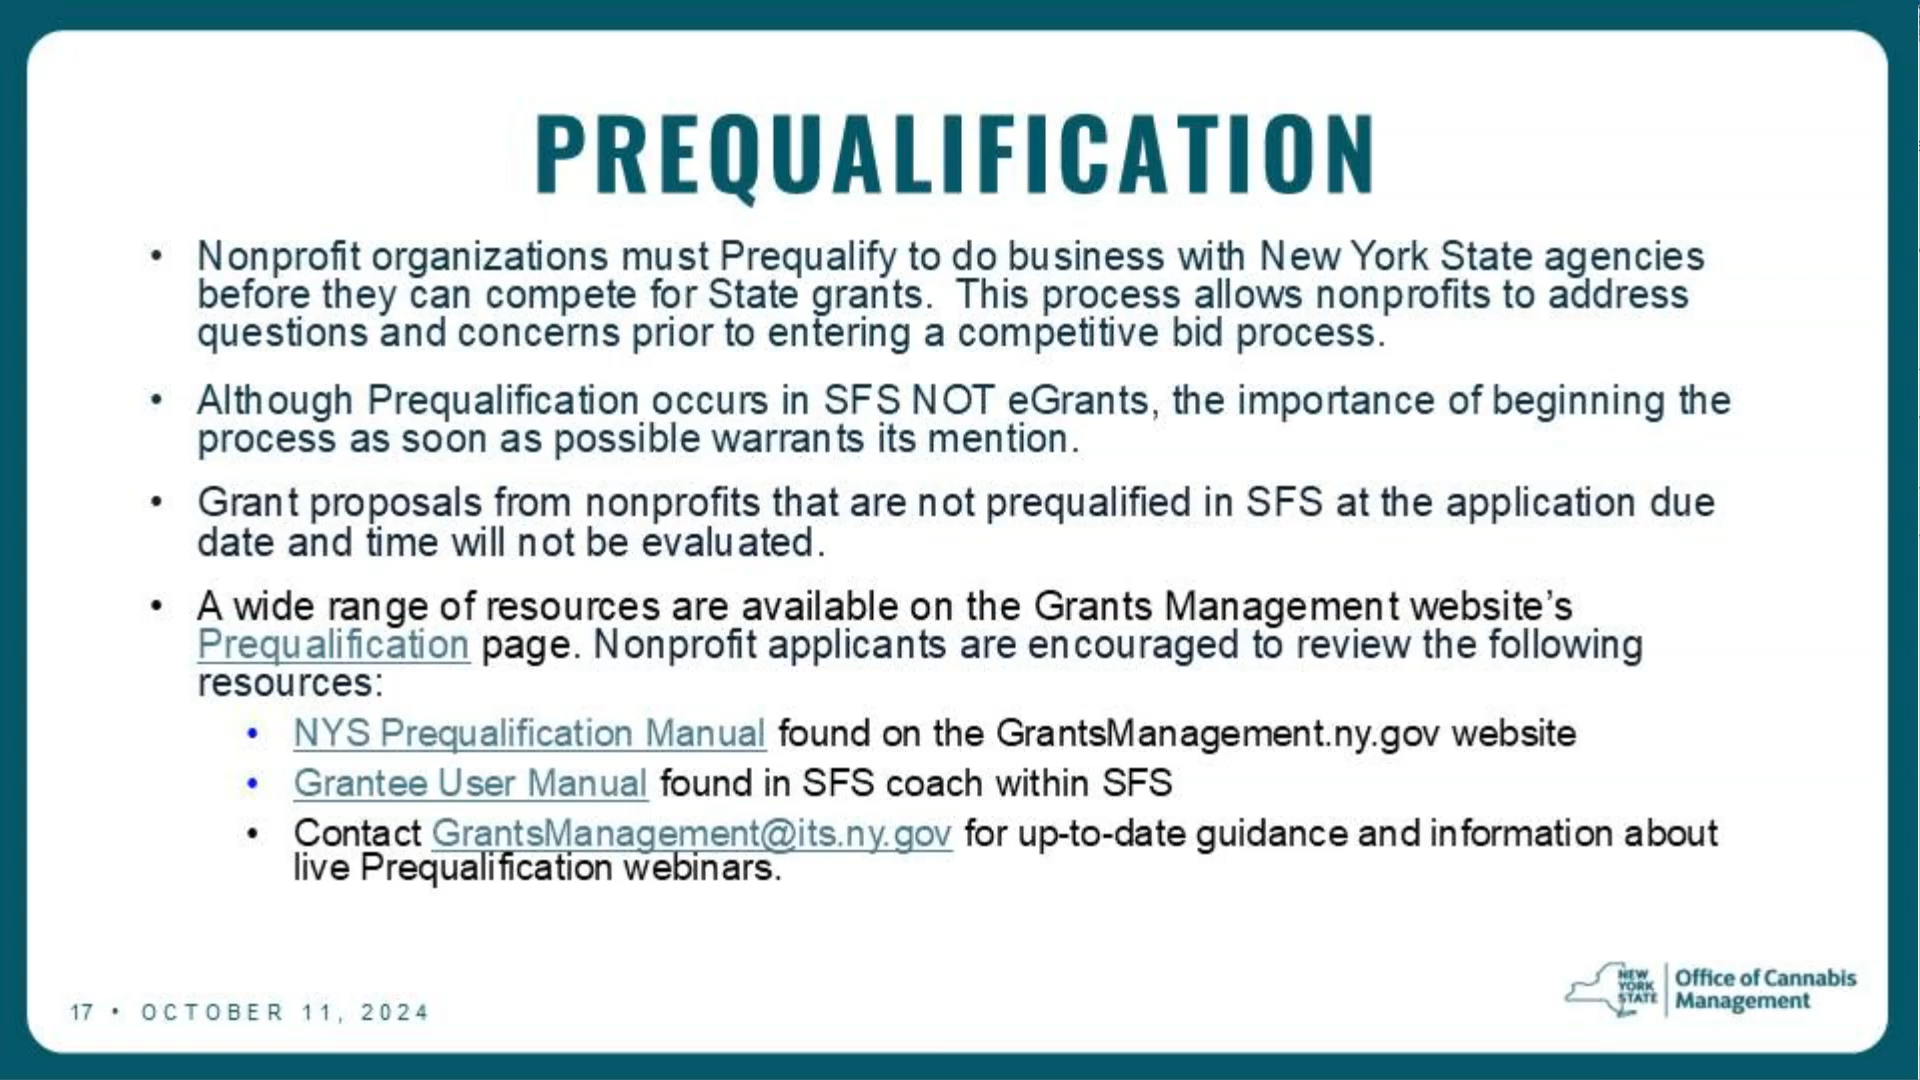 PREQUALIFICATION
• Nonprofit organizations must Prequalify to do business with New York State agencies
before they can compete for State grants.  This process allows nonprofits to address
questions and concerns prior to entering a competitive bid process.
• Although Prequalification occurs in SFS NOT eGrants, the importance of beginning the
process as soon as possible warrants its mention.
• Grant proposals from nonprofits that are not prequalified in SFS at the application due
date and time will not be evaluated.
• A wide range of resources are available on the Grants Management website’s
Prequalification page. Nonprofit applicants are encouraged to review the following
resources:
• NYS Prequalification Manual found on the GrantsManagement.ny.gov website
• Grantee User Manual found in SFS coach within SFS
• Contact GrantsManagement@its.ny.gov for up-to-date guidance and information about
live Prequalification webinars.
17 • OCTOBER 11, 2024
NEW
YORK
STATE
Office of Cannabis
Management